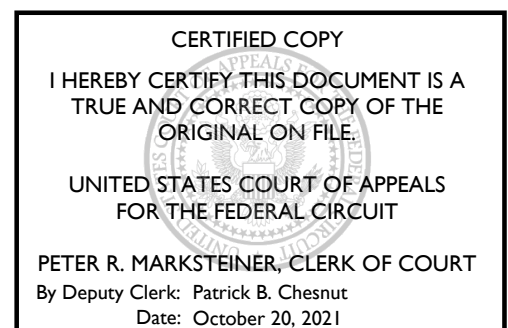 CERTIFIED COPY
I HEREBY CERTIFY THIS DOCUMENT IS A
TRUE AND CORRECT COPY OF THE
ORIGINAL ON FILE.
UNITED STATES COURT OF APPEALS
FOR THE FEDERAL CIRCUIT
PETER R. MARKSTEINER, CLERK OF COURT
By Deputy Clerk: Patrick B. Chesnut
Date: October 20, 2021